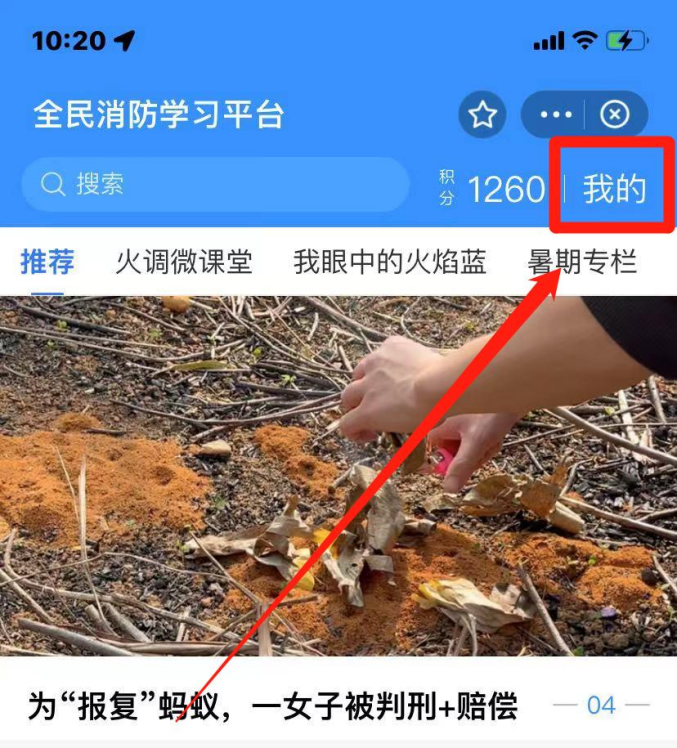 10:20
全民消防学习平台
搜索
积分 1260 我的
推荐 火调微课堂 我眼中的火焰蓝 暑期专栏
为“报复”蚂蚁，一女子被判刑+赔偿 — 04 —